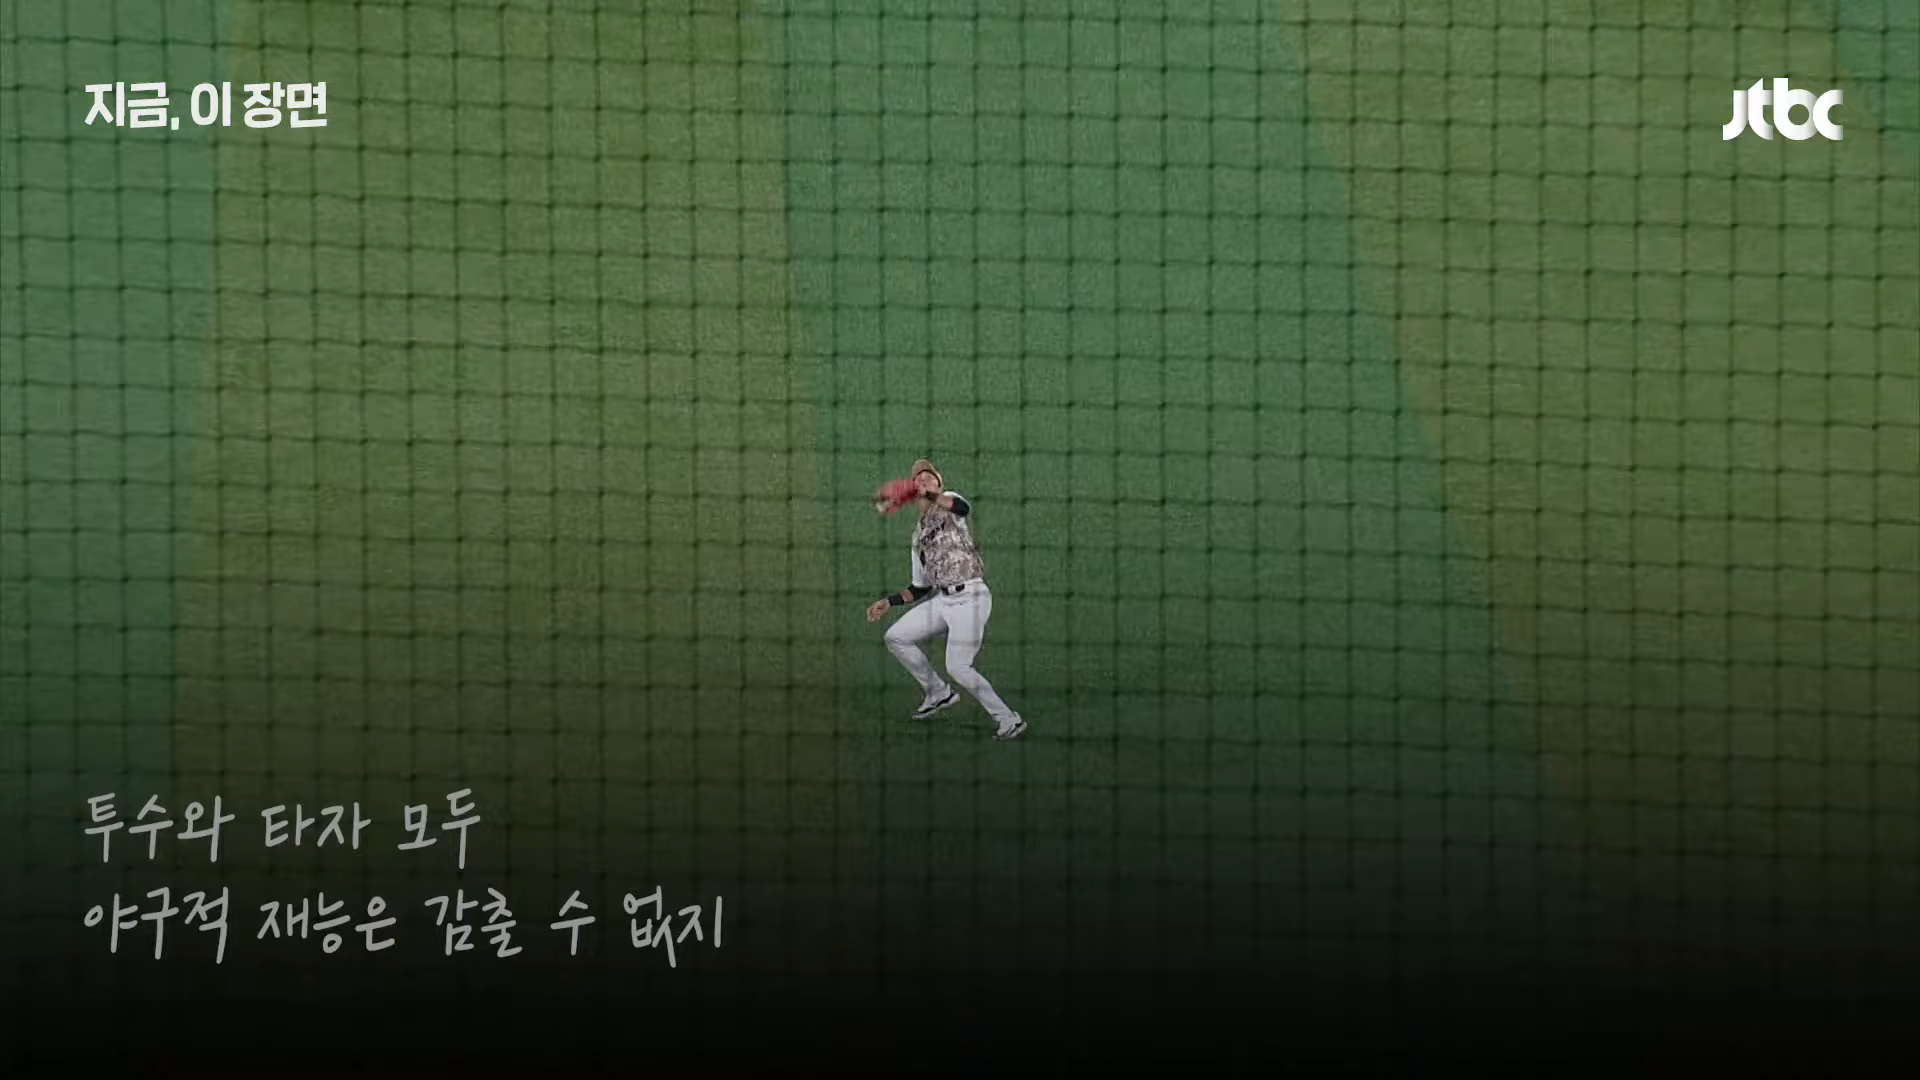 지금, 이 장면
jtbc
투수와 타자 모두
야구적 재능은 감출 수 없지